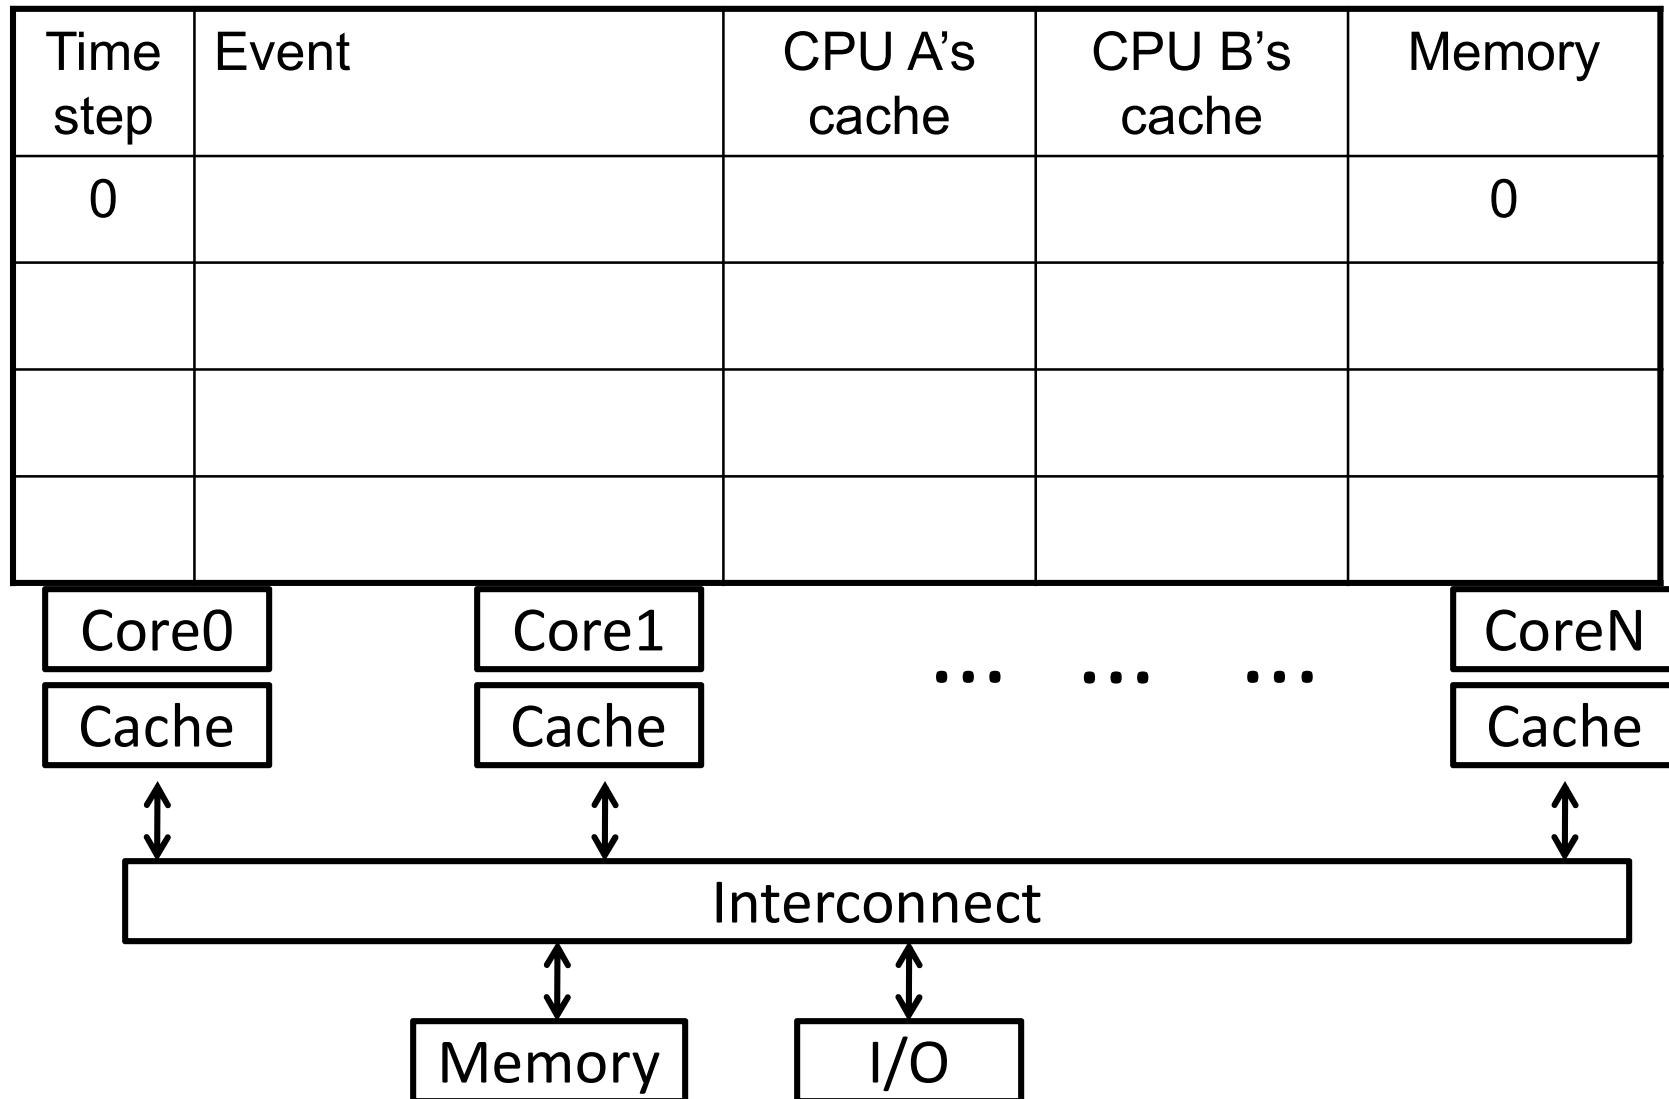 Time step
Event
CPU A’s cache
CPU B’s cache
Memory
0
0
Core0
Core1
CoreN
... ... ...
Cache
Cache
Cache
Interconnect
Memory
I/O